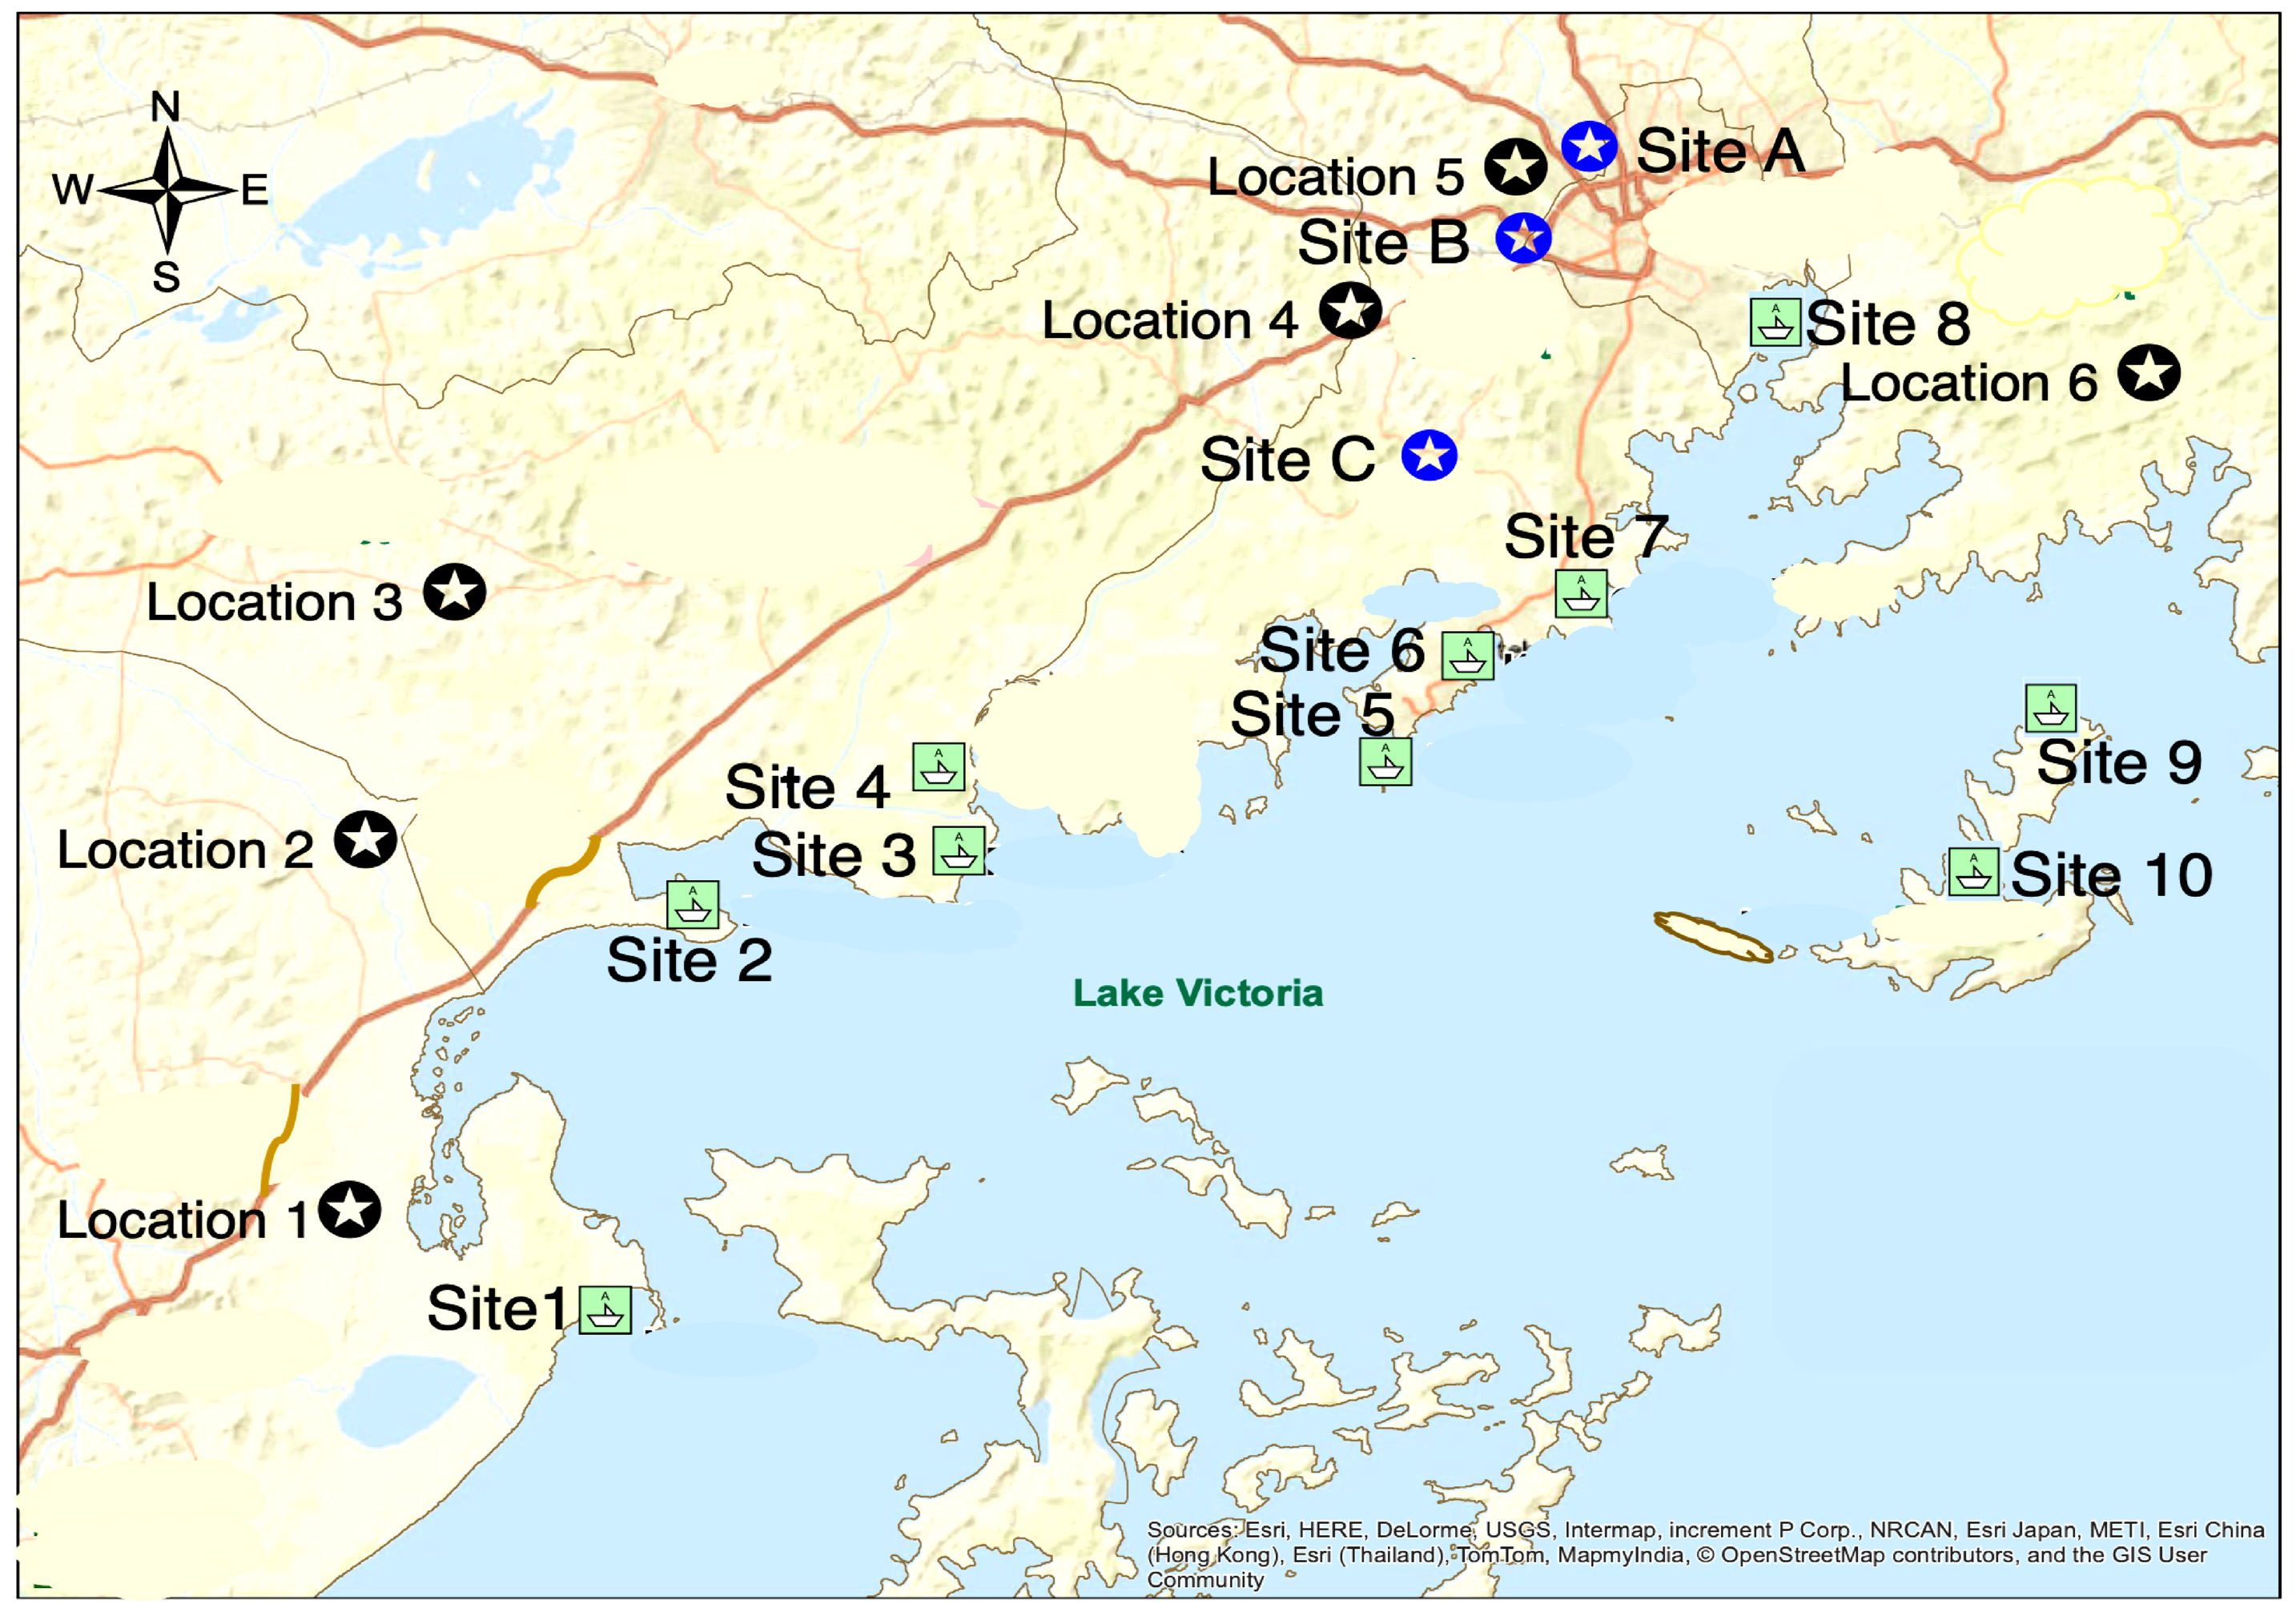 N
W E
S
Site A
Location 5
Site B
Location 4
Site 8
Location 6
Site C
Site 7
Location 3
Site 6
Site 5
Site 9
Site 4
Location 2
Site 3
Site 10
Site 2
Lake Victoria
Location 1
Site1
A
A
A
A
A
A
A
A
A
A
Sources: Esri, HERE, DeLorme, USGS, Intermap, increment P Corp., NRCAN, Esri Japan, METI, Esri China
(Hong Kong), Esri (Thailand), TomTom, MapmyIndia, © OpenStreetMap contributors, and the GIS User
Community